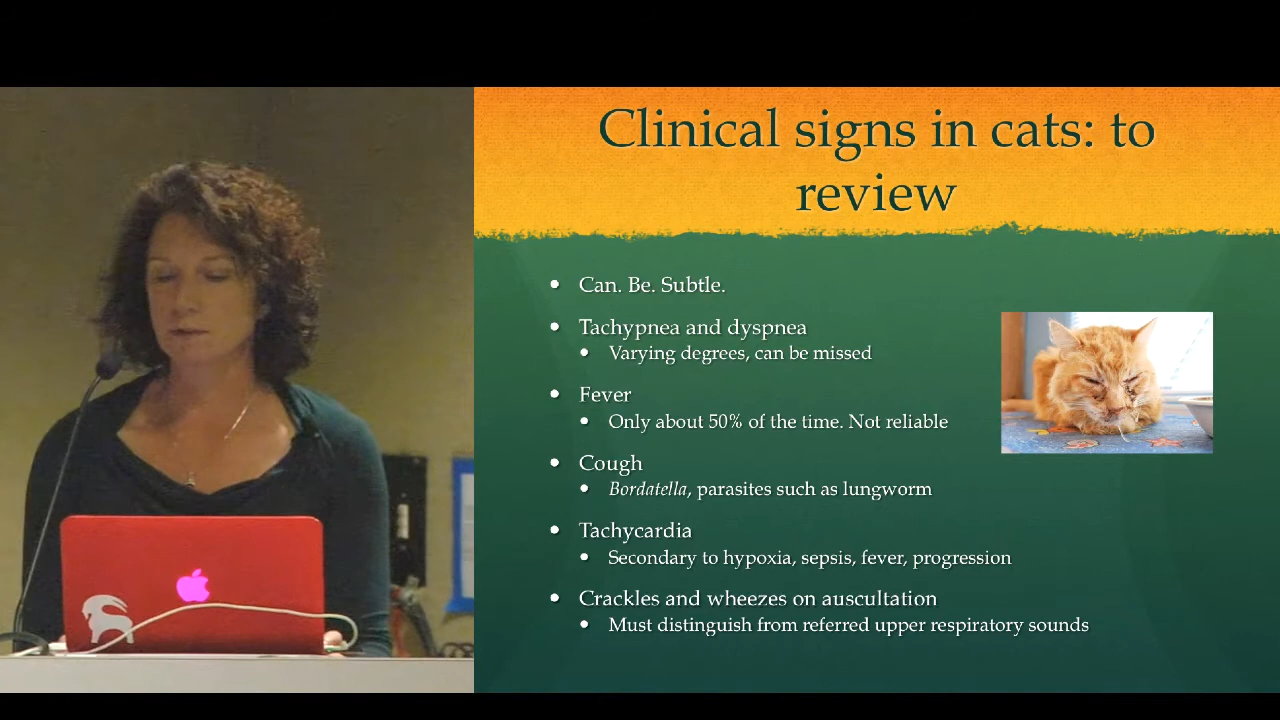 Clinical signs in cats: to
review
Can. Be. Subtle.
Tachypnea and dyspnea
Varying degrees, can be missed
Fever
Only about 50% of the time. Not reliable
Cough
Bordatella, parasites such as lungworm
Tachycardia
Secondary to hypoxia, sepsis, fever, progression
Crackles and wheezes on auscultation
Must distinguish from referred upper respiratory sounds